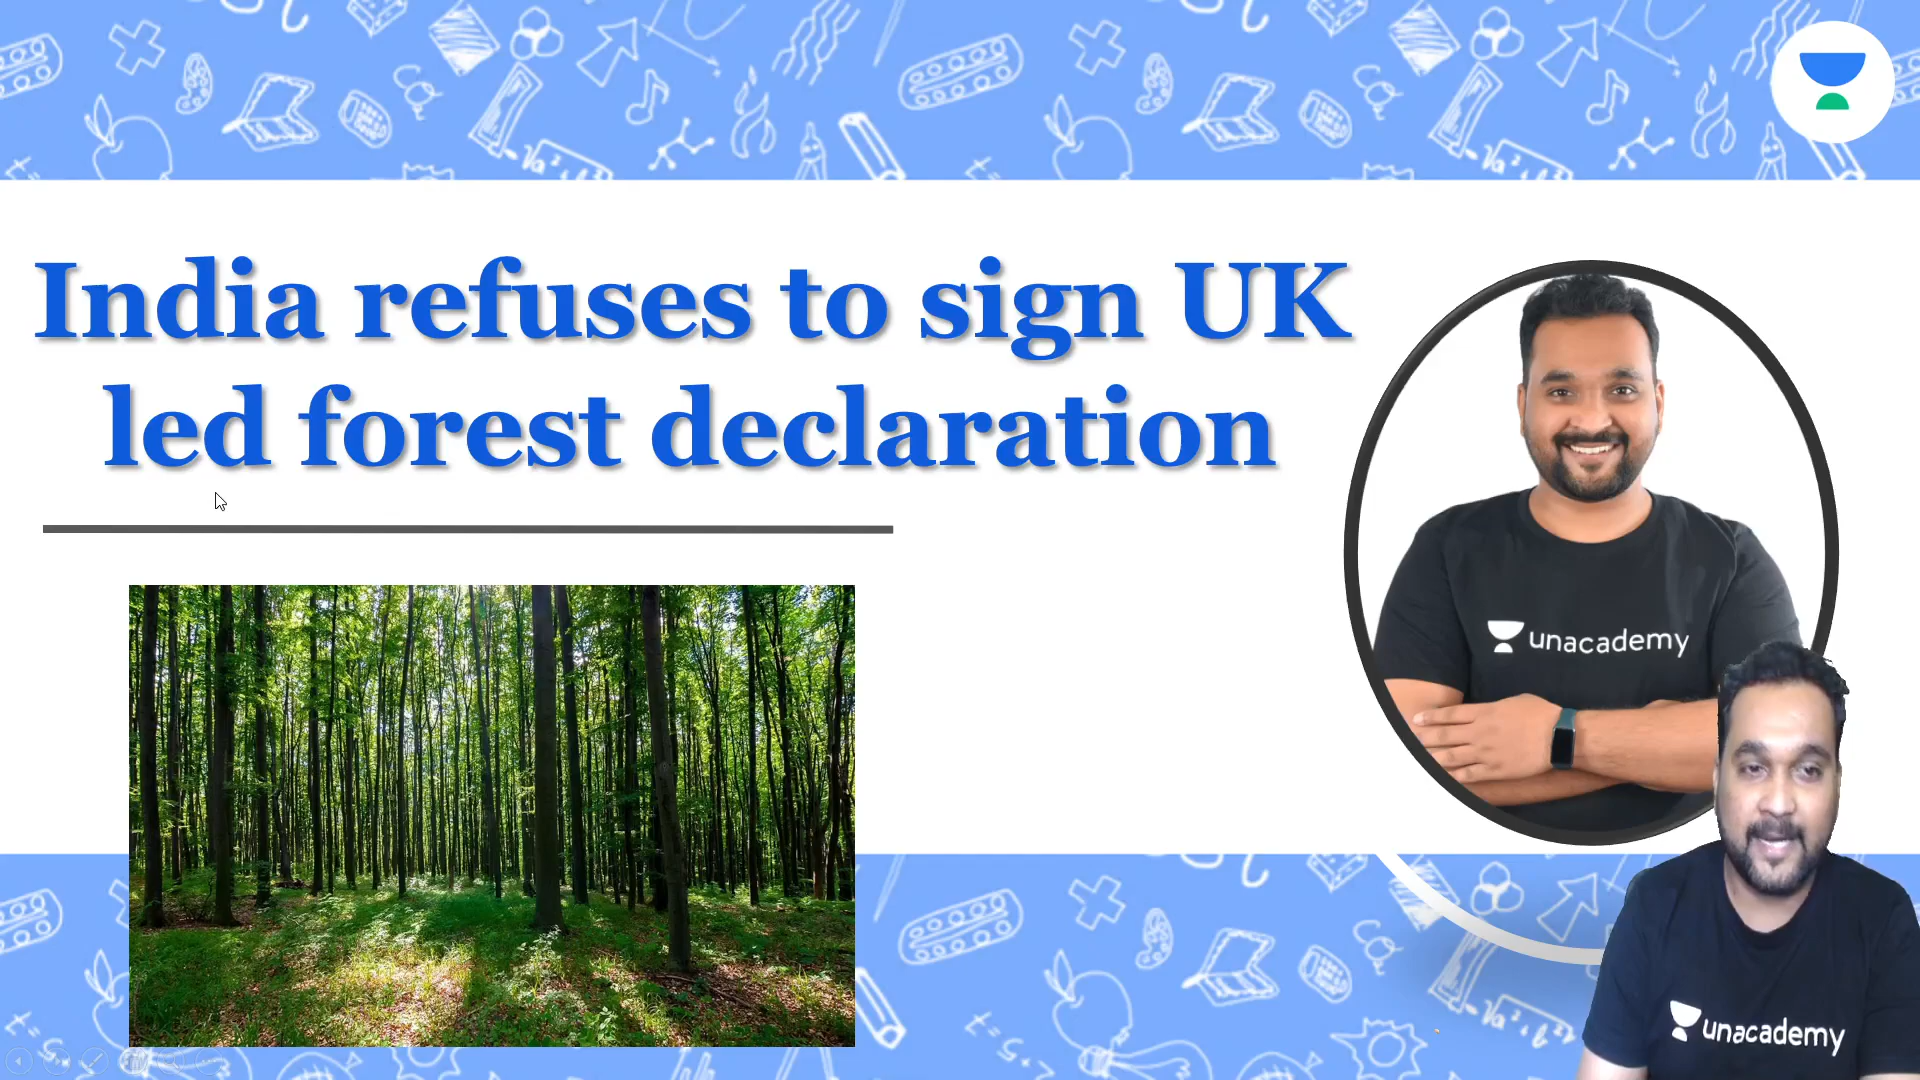 India refuses to sign UK
led forest declaration
unacademy
unacademy